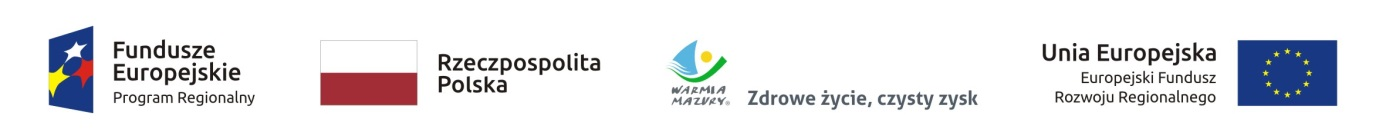 Fundusze
Europejskie
Program Regionalny
Rzeczpospolita
Polska
WARMIA
MAZURY®
Zdrowe życie, czysty zysk
Unia Europejska
Europejski Fundusz
Rozwoju Regionalnego